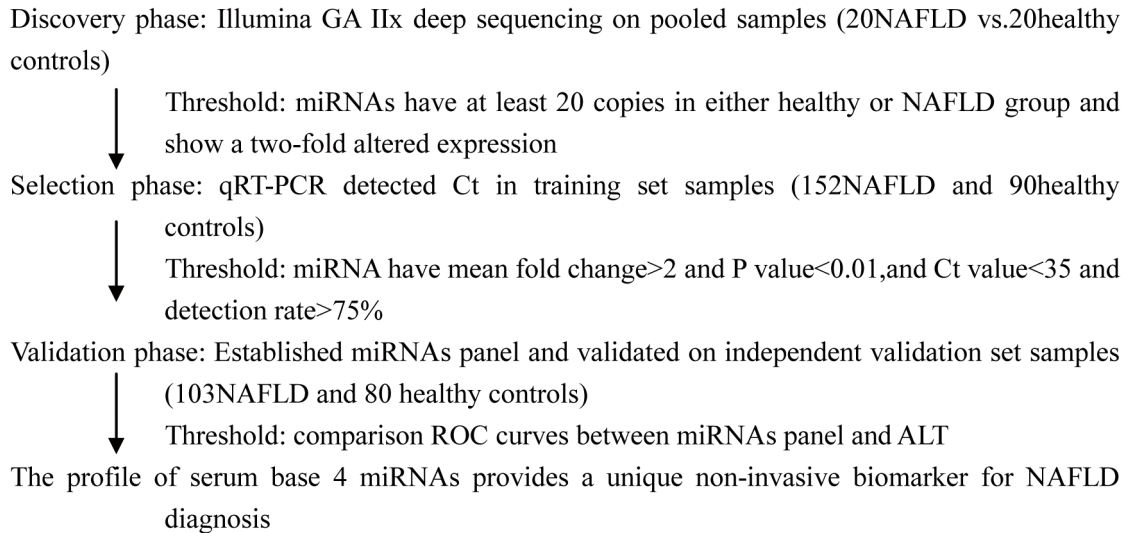 Discovery phase: Illumina GA IIx deep sequencing on pooled samples (20NAFLD vs.20healthy
controls)
Threshold: miRNAs have at least 20 copies in either healthy or NAFLD group and
show a two-fold altered expression
Selection phase: qRT-PCR detected Ct in training set samples (152NAFLD and 90healthy
controls)
Threshold: miRNA have mean fold change>2 and P value<0.01,and Ct value<35 and
detection rate>75%
Validation phase: Established miRNAs panel and validated on independent validation set samples
(103NAFLD and 80 healthy controls)
Threshold: comparison ROC curves between miRNAs panel and ALT
The profile of serum base 4 miRNAs provides a unique non-invasive biomarker for NAFLD
diagnosis